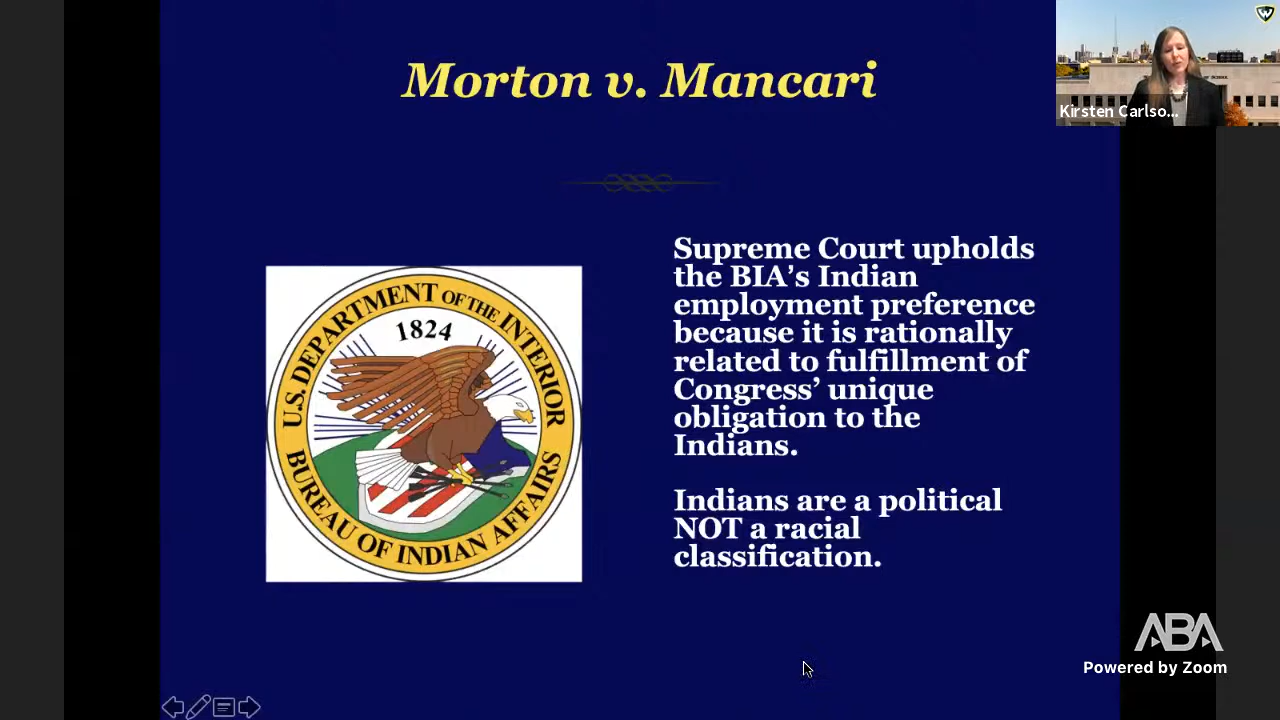 Morton v. Mancari
Kirsten Carlso...
Supreme Court upholds
the BIA’s Indian
employment preference
because it is rationally
related to fulfillment of
Congress’ unique
obligation to the
Indians.
Indians are a political
NOT a racial
classification.
U.S. DEPARTMENT OF THE INTERIOR
1824
BUREAU OF INDIAN AFFAIRS
ABA
Powered by Zoom